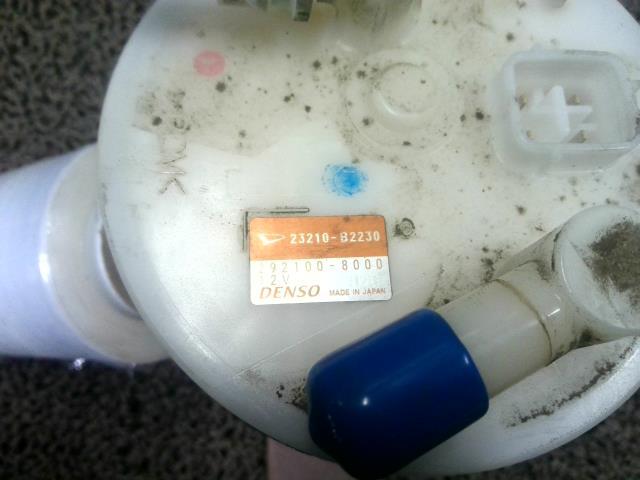 23210-B2230
192100-8000
12V
DENSO MADE IN JAPAN